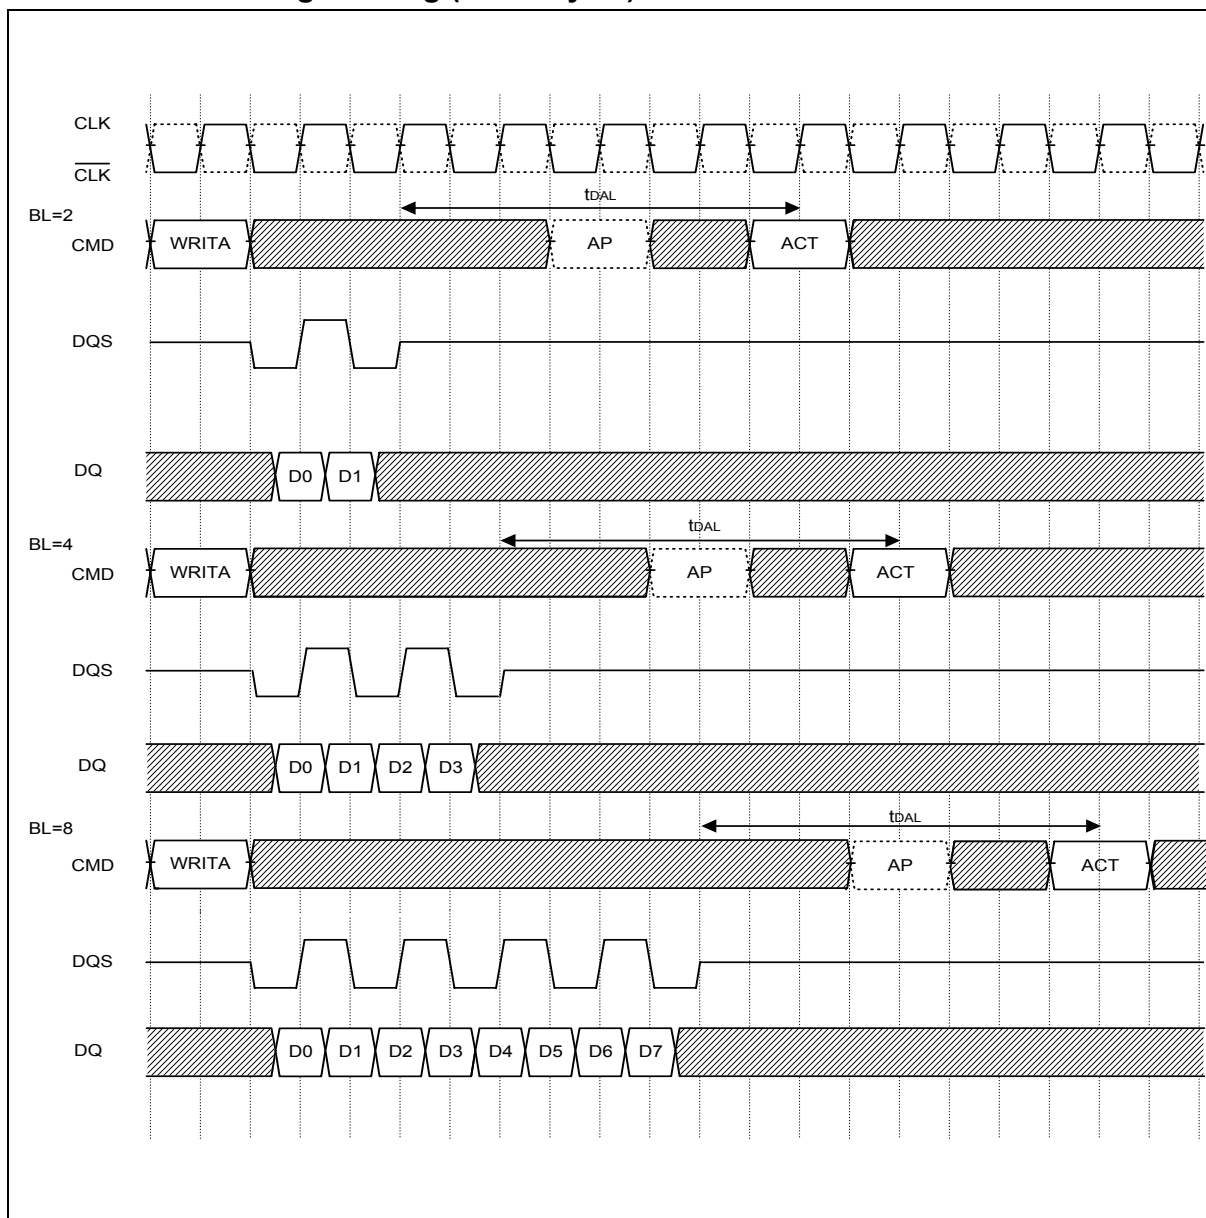 CLK
CLK
tDAL
BL=2
CMD WRITA AP ACT
DQS
DQ D0 D1
tDAL
BL=4
CMD WRITA AP ACT
DQS
DQ D0 D1 D2 D3
tDAL
BL=8
CMD WRITA AP ACT
DQS
DQ D0 D1 D2 D3 D4 D5 D6 D7